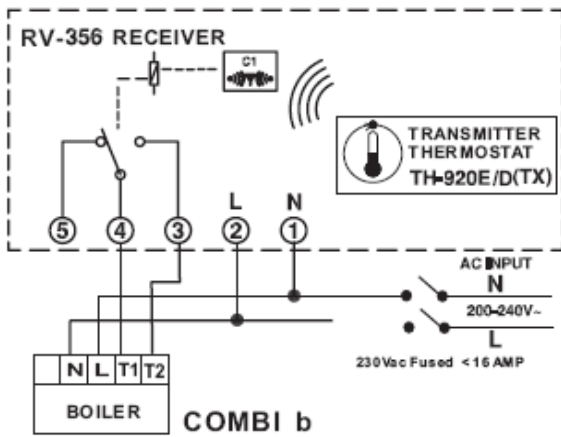 RV-356 RECEIVER
C1
TRANSMITTER
THERMOSTAT
TH-920E/D(TX)
L N
5 4 3 2 1
AC INPUT
N
200-240V~
L
230Vac Fused <16 AMP
N L T1 T2
BOILER
COMBI b